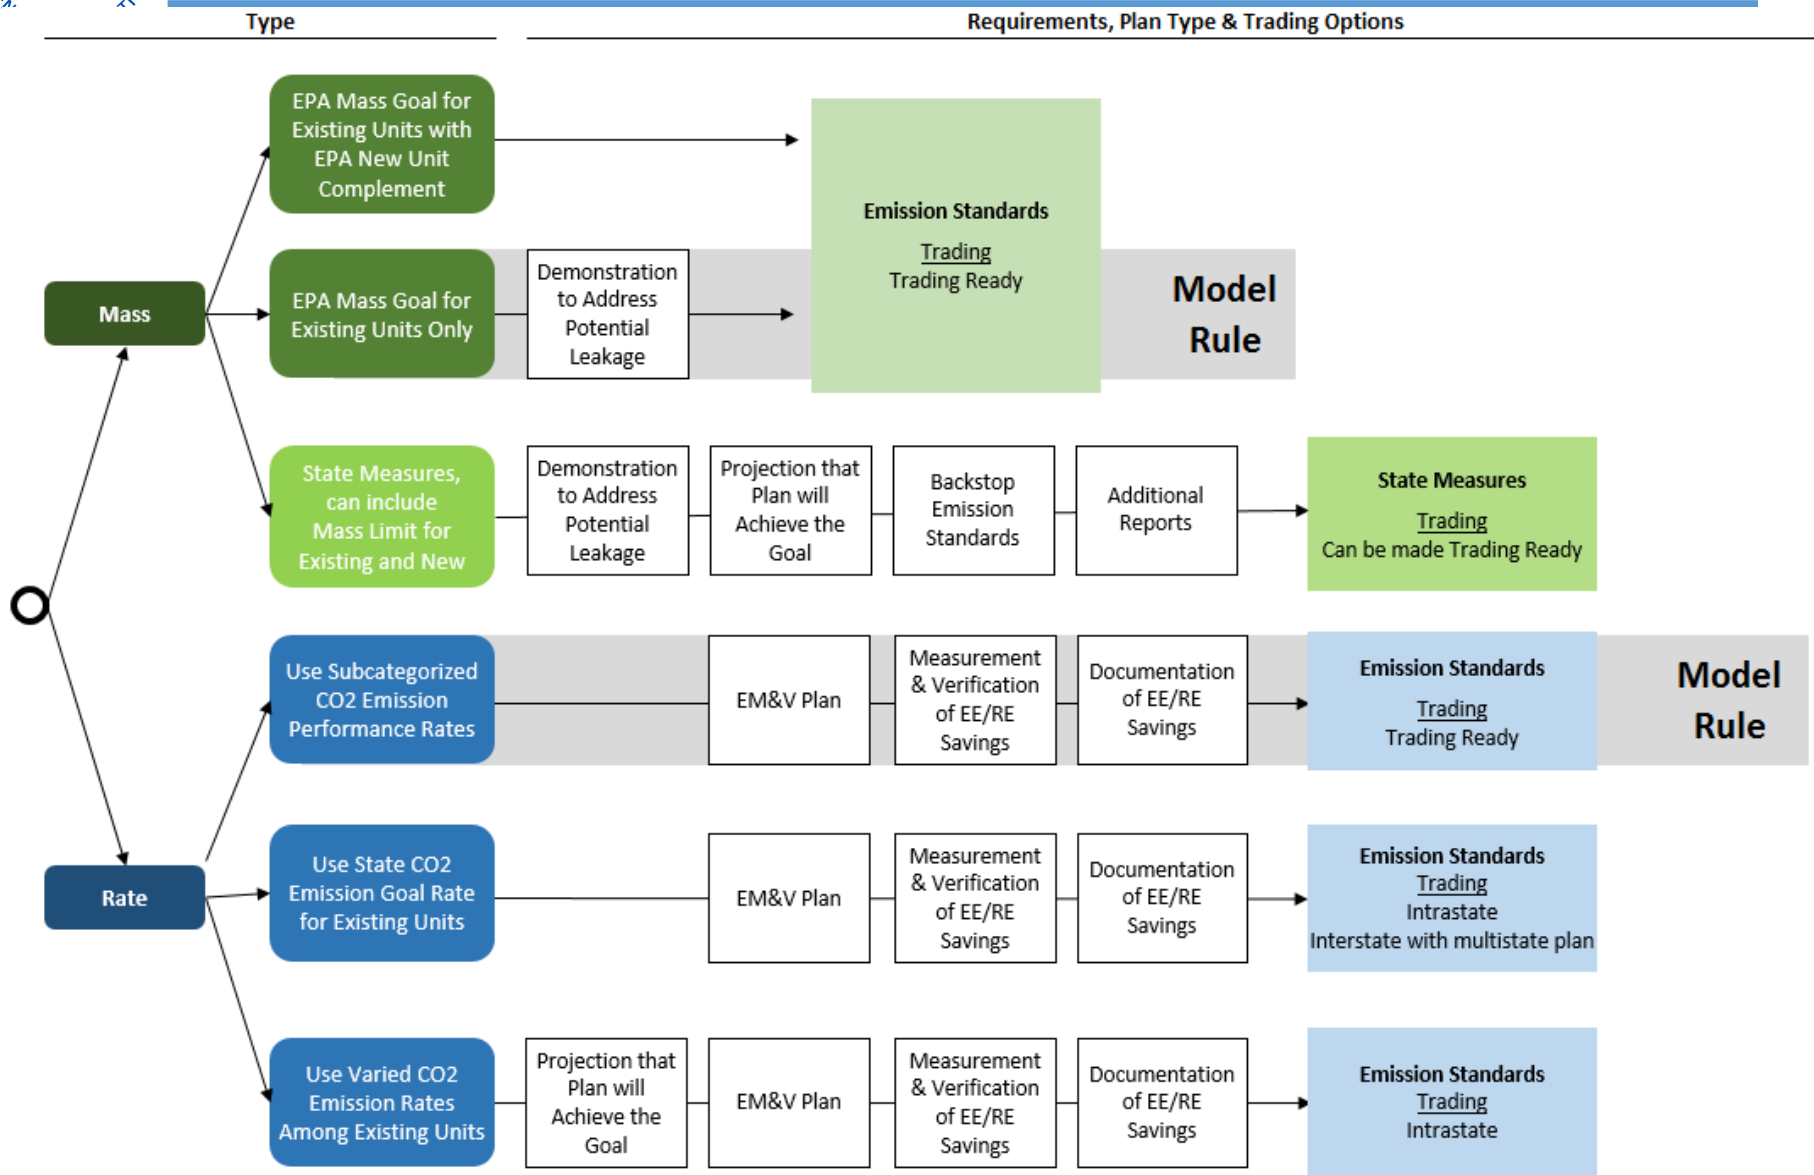 Type
Requirements, Plan Type & Trading Options
EPA Mass Goal for
Existing Units with
EPA New Unit
Complement
Emission Standards
Trading
Trading Ready
Mass
EPA Mass Goal for
Existing Units Only
Demonstration
to Address
Potential
Leakage
Model
Rule
State Measures,
can include
Mass Limit for
Existing and New
Demonstration
to Address
Potential
Leakage
Projection that
Plan will
Achieve the
Goal
Backstop
Emission
Standards
Additional
Reports
State Measures
Trading
Can be made Trading Ready
Use Subcategorized
CO2 Emission
Performance Rates
EM&V Plan
Measurement
& Verification
of EE/RE
Savings
Documentation
of EE/RE
Savings
Emission Standards
Trading
Trading Ready
Model
Rule
Rate
Use State CO2
Emission Goal Rate
for Existing Units
EM&V Plan
Measurement
& Verification
of EE/RE
Savings
Documentation
of EE/RE
Savings
Emission Standards
Trading
Intrastate
Interstate with multistate plan
Use Varied CO2
Emission Rates
Among Existing Units
Projection that
Plan will
Achieve the
Goal
EM&V Plan
Measurement
& Verification
of EE/RE
Savings
Documentation
of EE/RE
Savings
Emission Standards
Trading
Intrastate